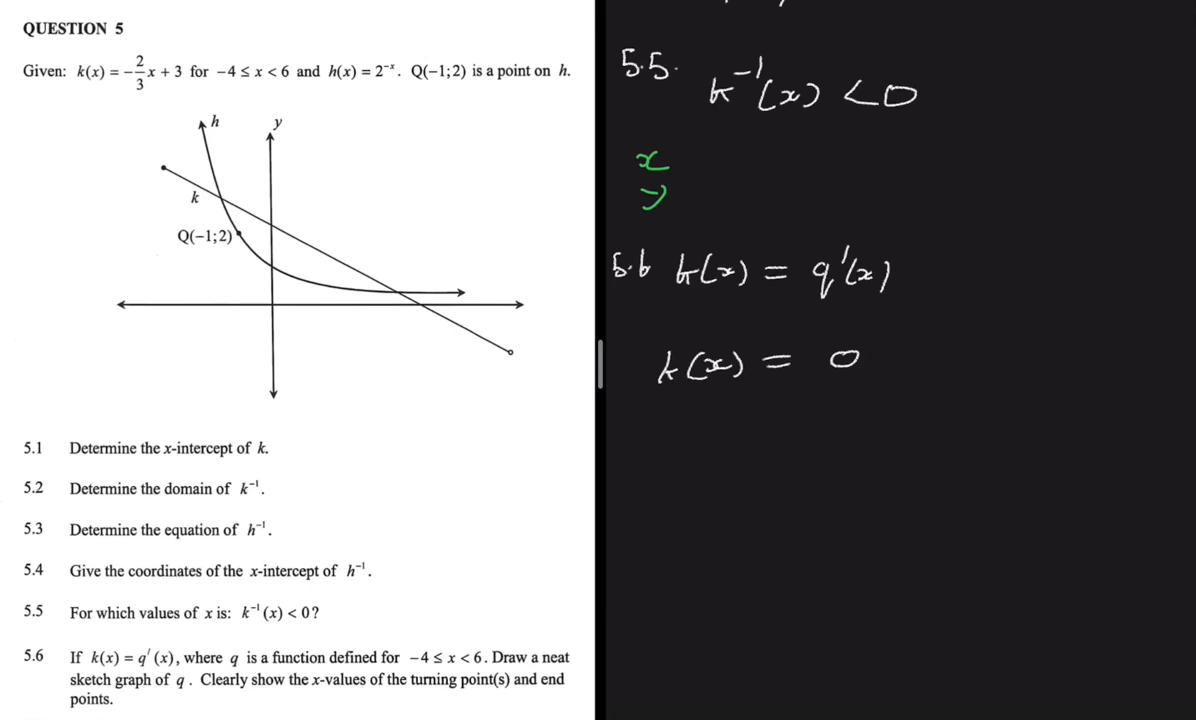 QUESTION 5
Given: k(x) = -2/3 x + 3 for −4 ≤ x < 6 and h(x) = 2⁻ˣ. Q(−1;2) is a point on h.
h
y
k
Q(−1;2)
5.1 Determine the x-intercept of k.
5.2 Determine the domain of k⁻¹.
5.3 Determine the equation of h⁻¹.
5.4 Give the coordinates of the x-intercept of h⁻¹.
5.5 For which values of x is: k⁻¹(x) < 0?
5.6 If k(x) = q′(x), where q is a function defined for −4 ≤ x < 6. Draw a neat
sketch graph of q. Clearly show the x-values of the turning point(s) and end
points.
5.5.
k⁻¹(x) < 0
x
5.6 k(x) = q′(x)
k(x) = 0